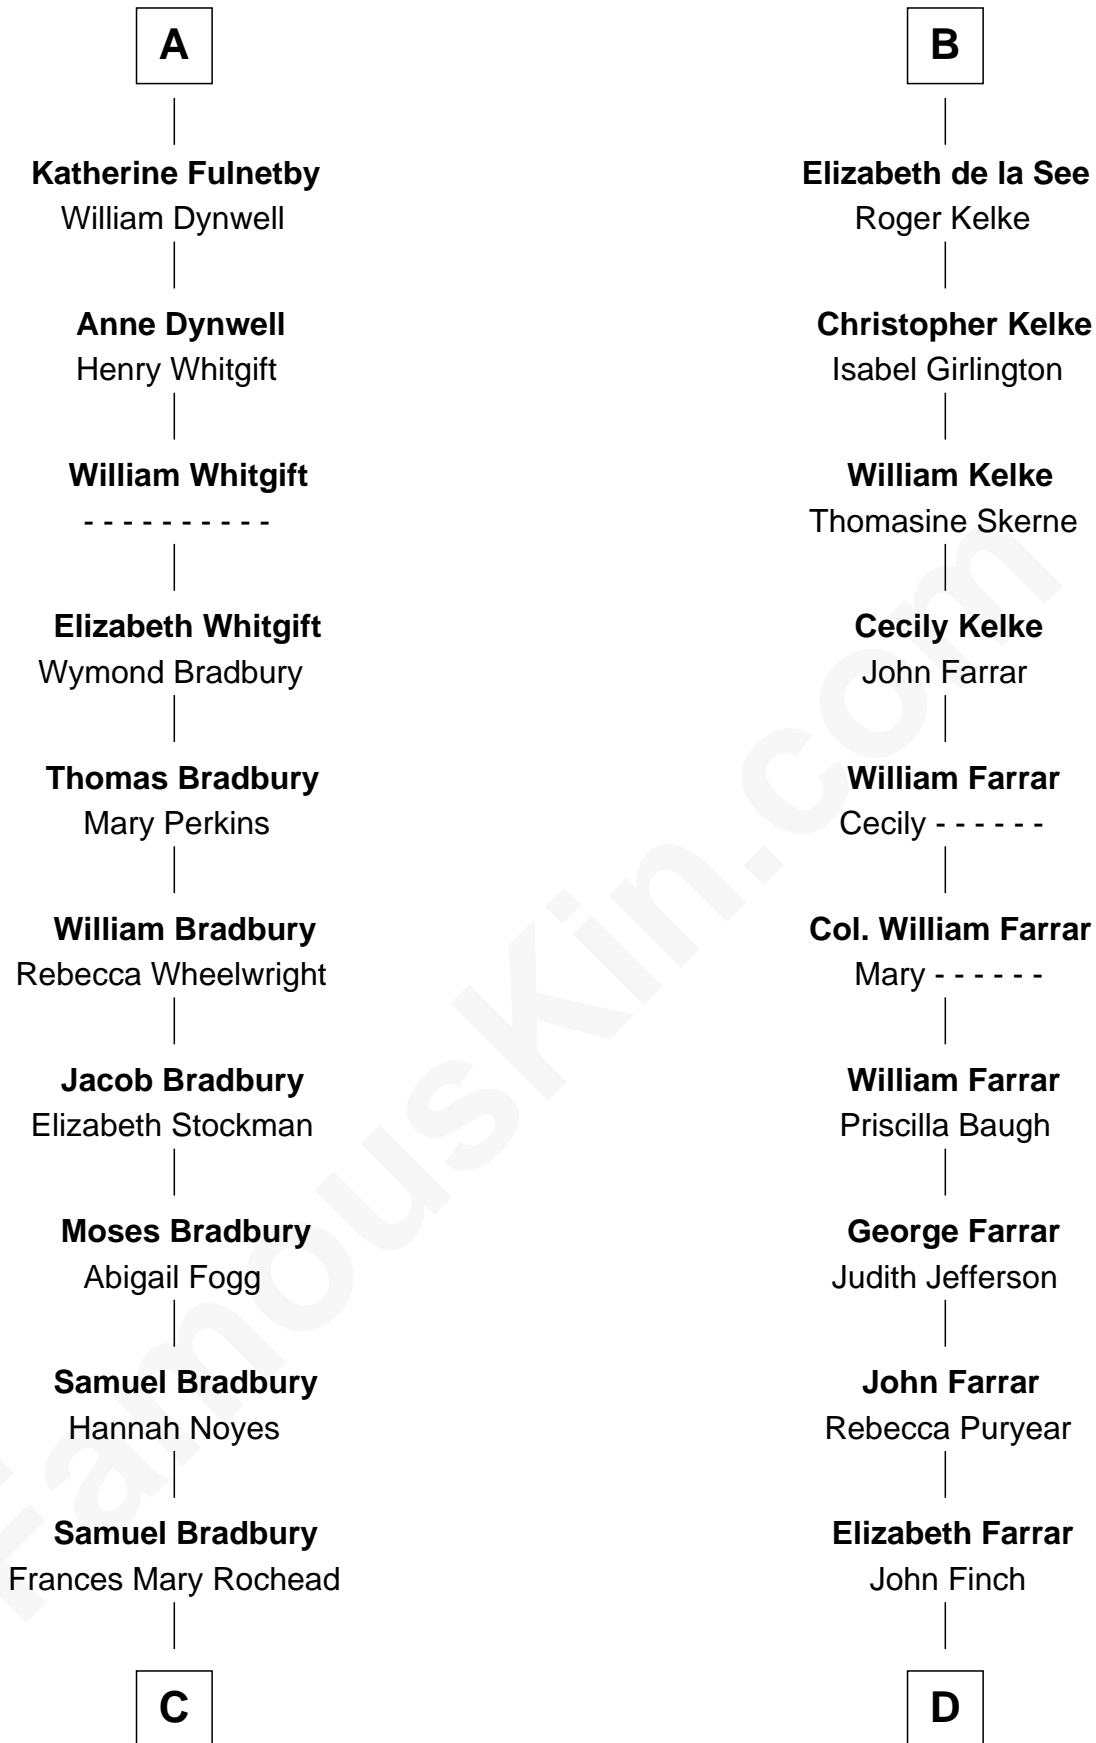 A
Katherine Fulnetby
William Dynwell
Anne Dynwell
Henry Whitgift
William Whitgift
- - - - - - - - - -
Elizabeth Whitgift
Wymond Bradbury
Thomas Bradbury
Mary Perkins
William Bradbury
Rebecca Wheelwright
Jacob Bradbury
Elizabeth Stockman
Moses Bradbury
Abigail Fogg
Samuel Bradbury
Hannah Noyes
Samuel Bradbury
Frances Mary Rochead
C
B
Elizabeth de la See
Roger Kelke
Christopher Kelke
Isabel Girlington
William Kelke
Thomasine Skerne
Cecily Kelke
John Farrar
William Farrar
Cecily - - - - - -
Col. William Farrar
Mary - - - - - -
William Farrar
Priscilla Baugh
George Farrar
Judith Jefferson
John Farrar
Rebecca Puryear
Elizabeth Farrar
John Finch
D
FamousKin.com